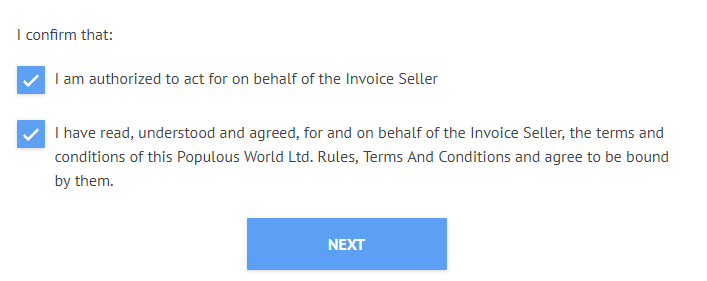 I confirm that:
I am authorized to act for on behalf of the Invoice Seller
I have read, understood and agreed, for and on behalf of the Invoice Seller, the terms and
conditions of this Populous World Ltd. Rules, Terms And Conditions and agree to be bound
by them.
NEXT